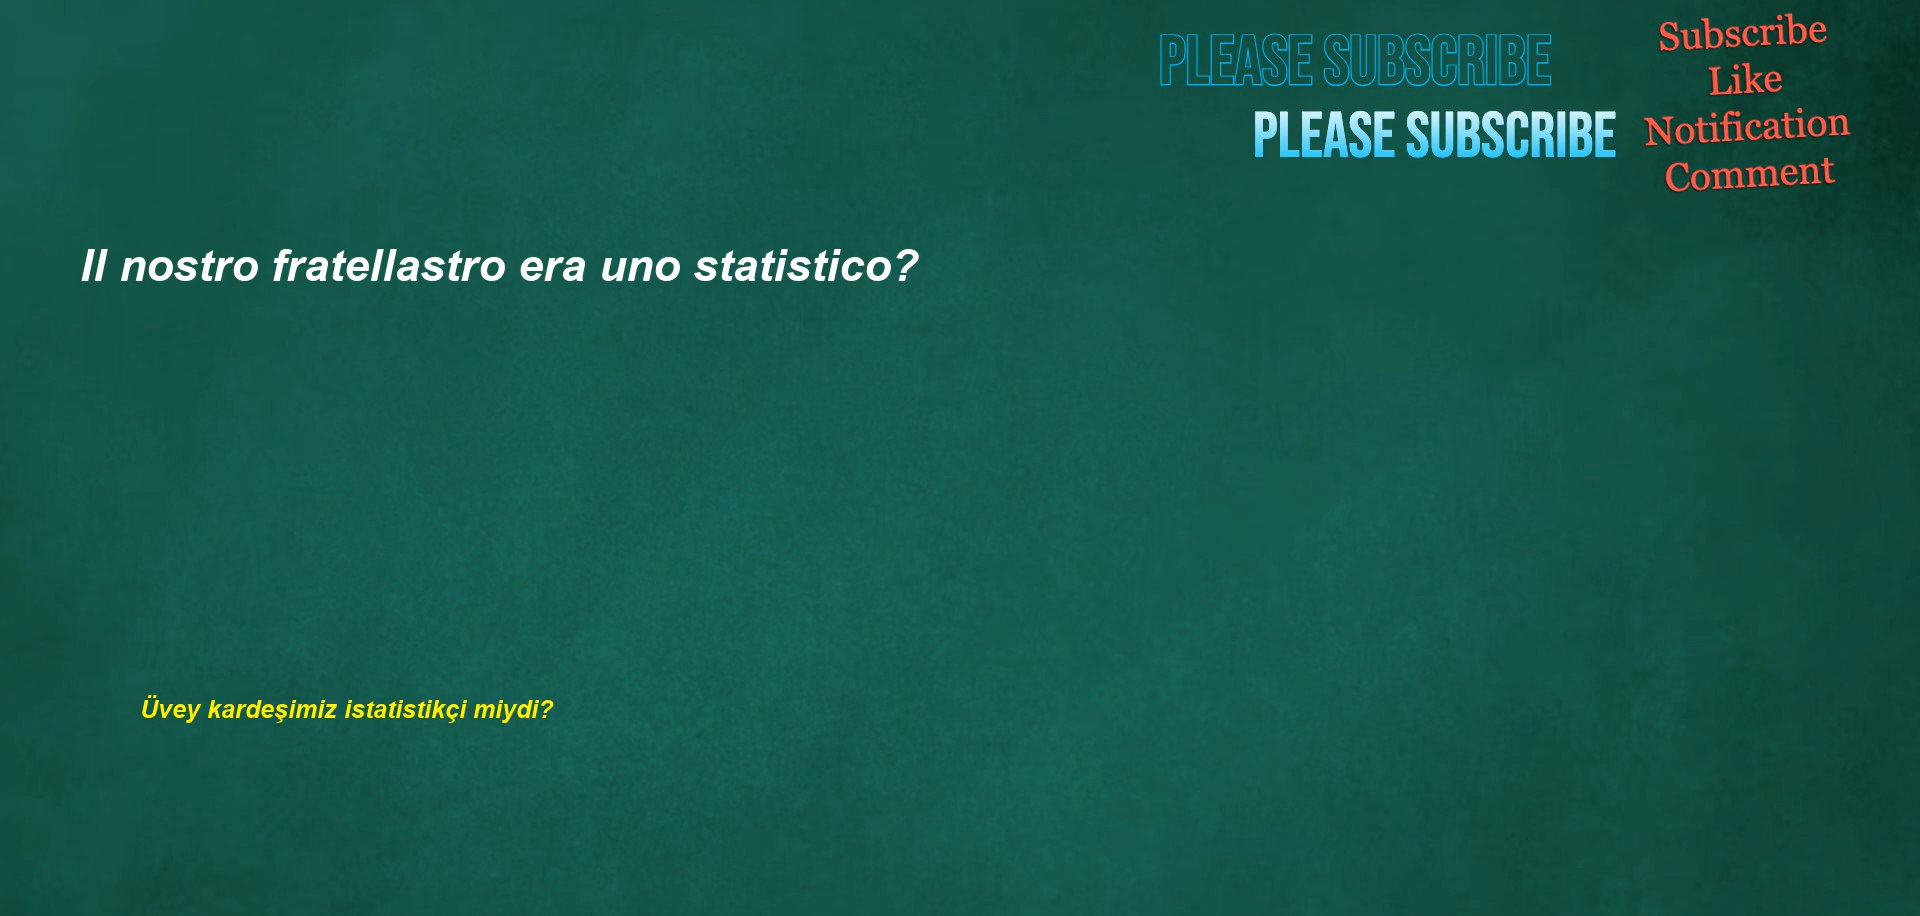 PLEASE SUBSCRIBE
PLEASE SUBSCRIBE
Subscribe
Like
Notification
Comment
Il nostro fratellastro era uno statistico?
Üvey kardeşimiz istatistikçi miydi?